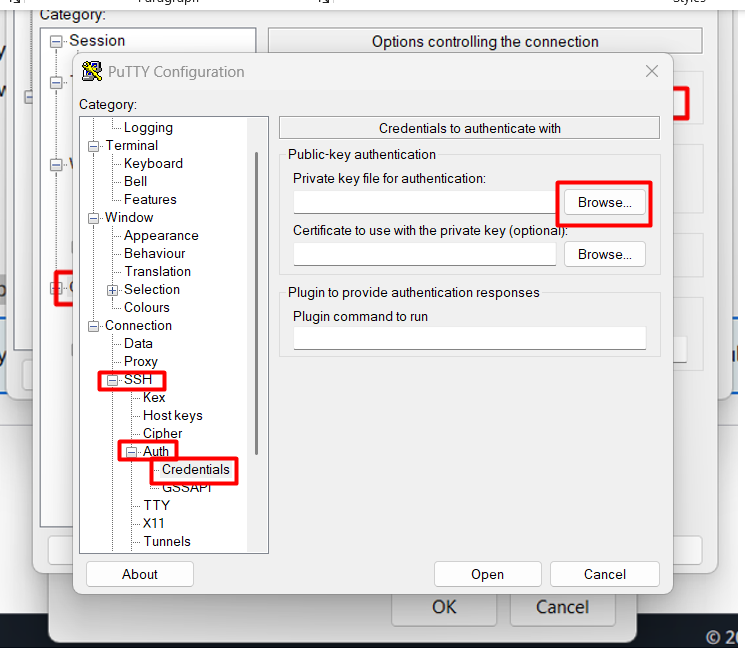 Paragraph
Styles
Category:
Session
Options controlling the connection
PuTTY Configuration
Category:
Logging
Terminal
Keyboard
Bell
Features
Window
Appearance
Behaviour
Translation
Selection
Colours
Connection
Data
Proxy
SSH
Kex
Host keys
Cipher
Auth
Credentials
GSSAPI
TTY
X11
Tunnels
Credentials to authenticate with
Public-key authentication
Private key file for authentication:
Browse...
Certificate to use with the private key (optional):
Browse...
Plugin to provide authentication responses
Plugin command to run
About
Open
Cancel
OK
Cancel